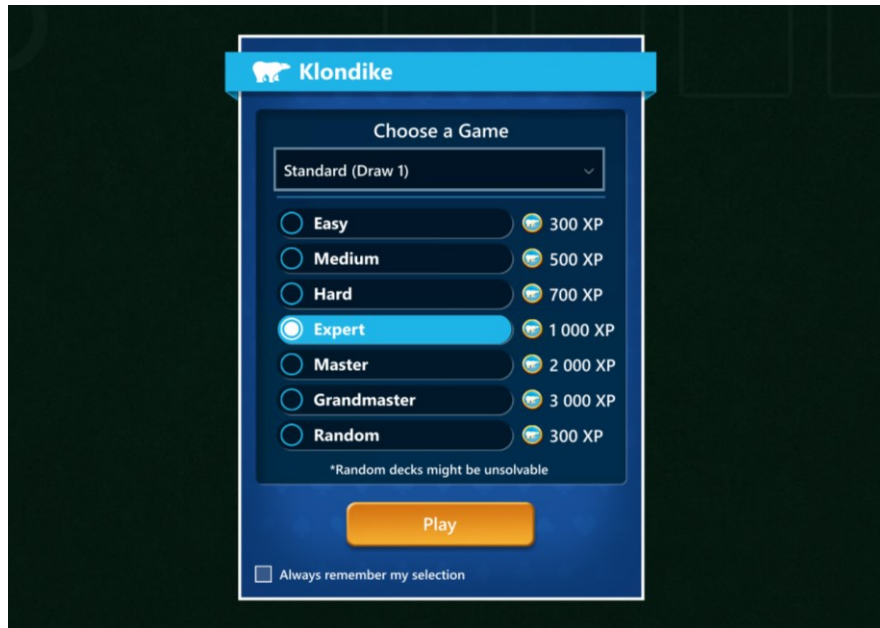 Klondike
Choose a Game
Standard (Draw 1)
Easy 300 XP
Medium 500 XP
Hard 700 XP
Expert 1 000 XP
Master 2 000 XP
Grandmaster 3 000 XP
Random 300 XP
*Random decks might be unsolvable
Play
Always remember my selection